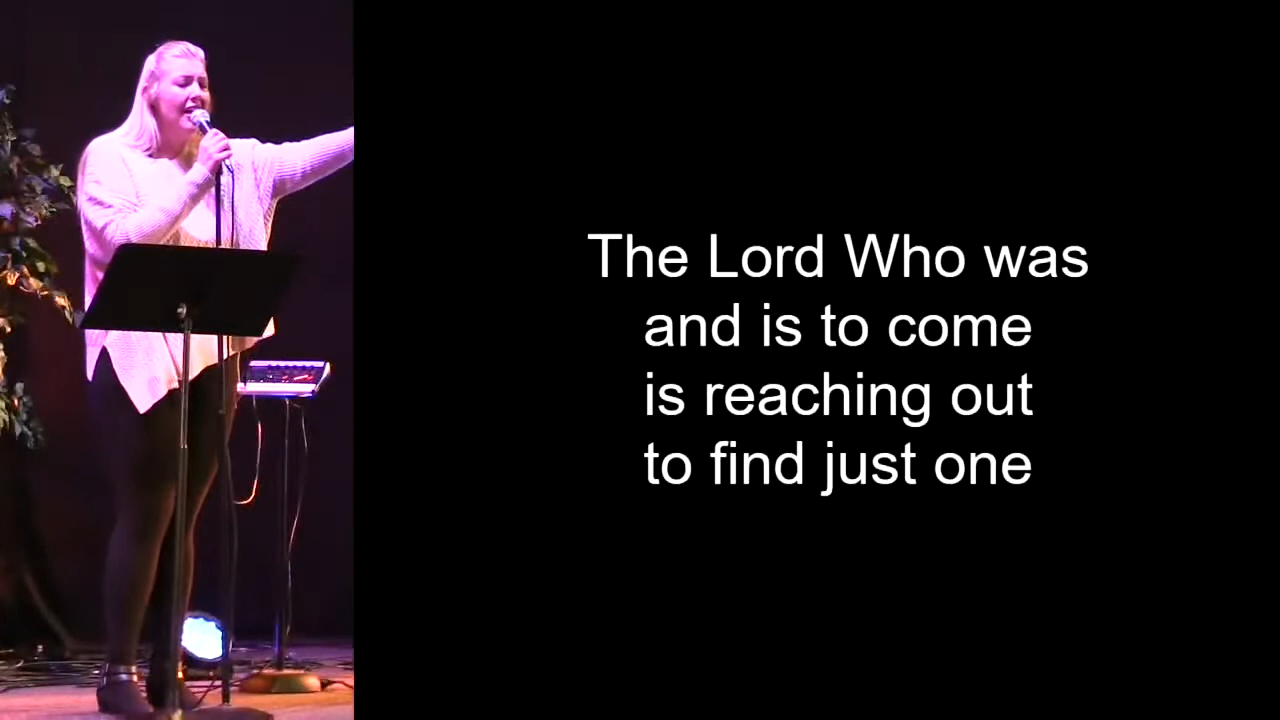 The Lord Who was
and is to come
is reaching out
to find just one